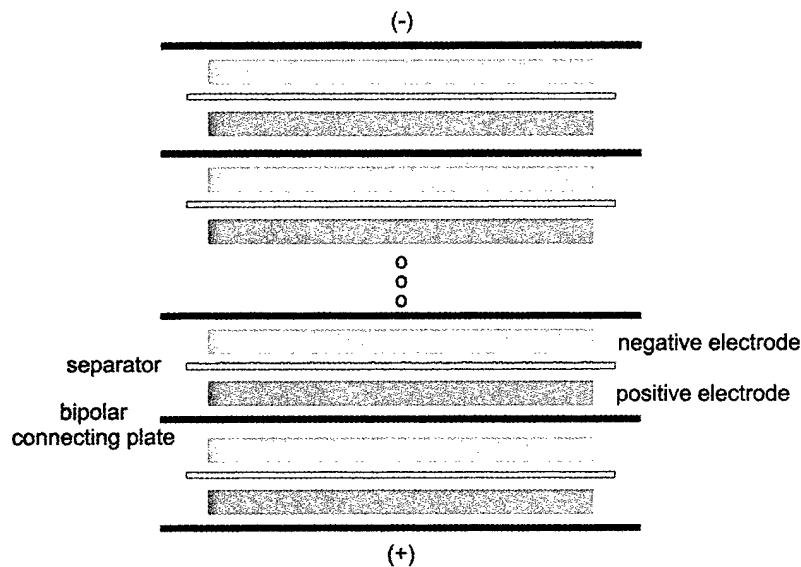 (-)
o
o
o
negative electrode
separator
positive electrode
bipolar
connecting plate
(+)